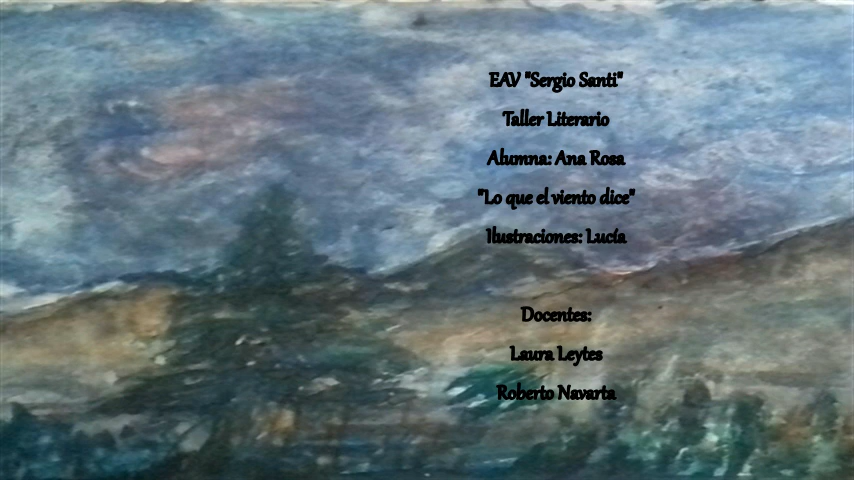 EAV "Sergio Santi"
Taller Literario
Alumna: Ana Rosa
"Lo que el viento dice"
Ilustraciones: Lucía
Docentes:
Laura Leytes
Roberto Navarta